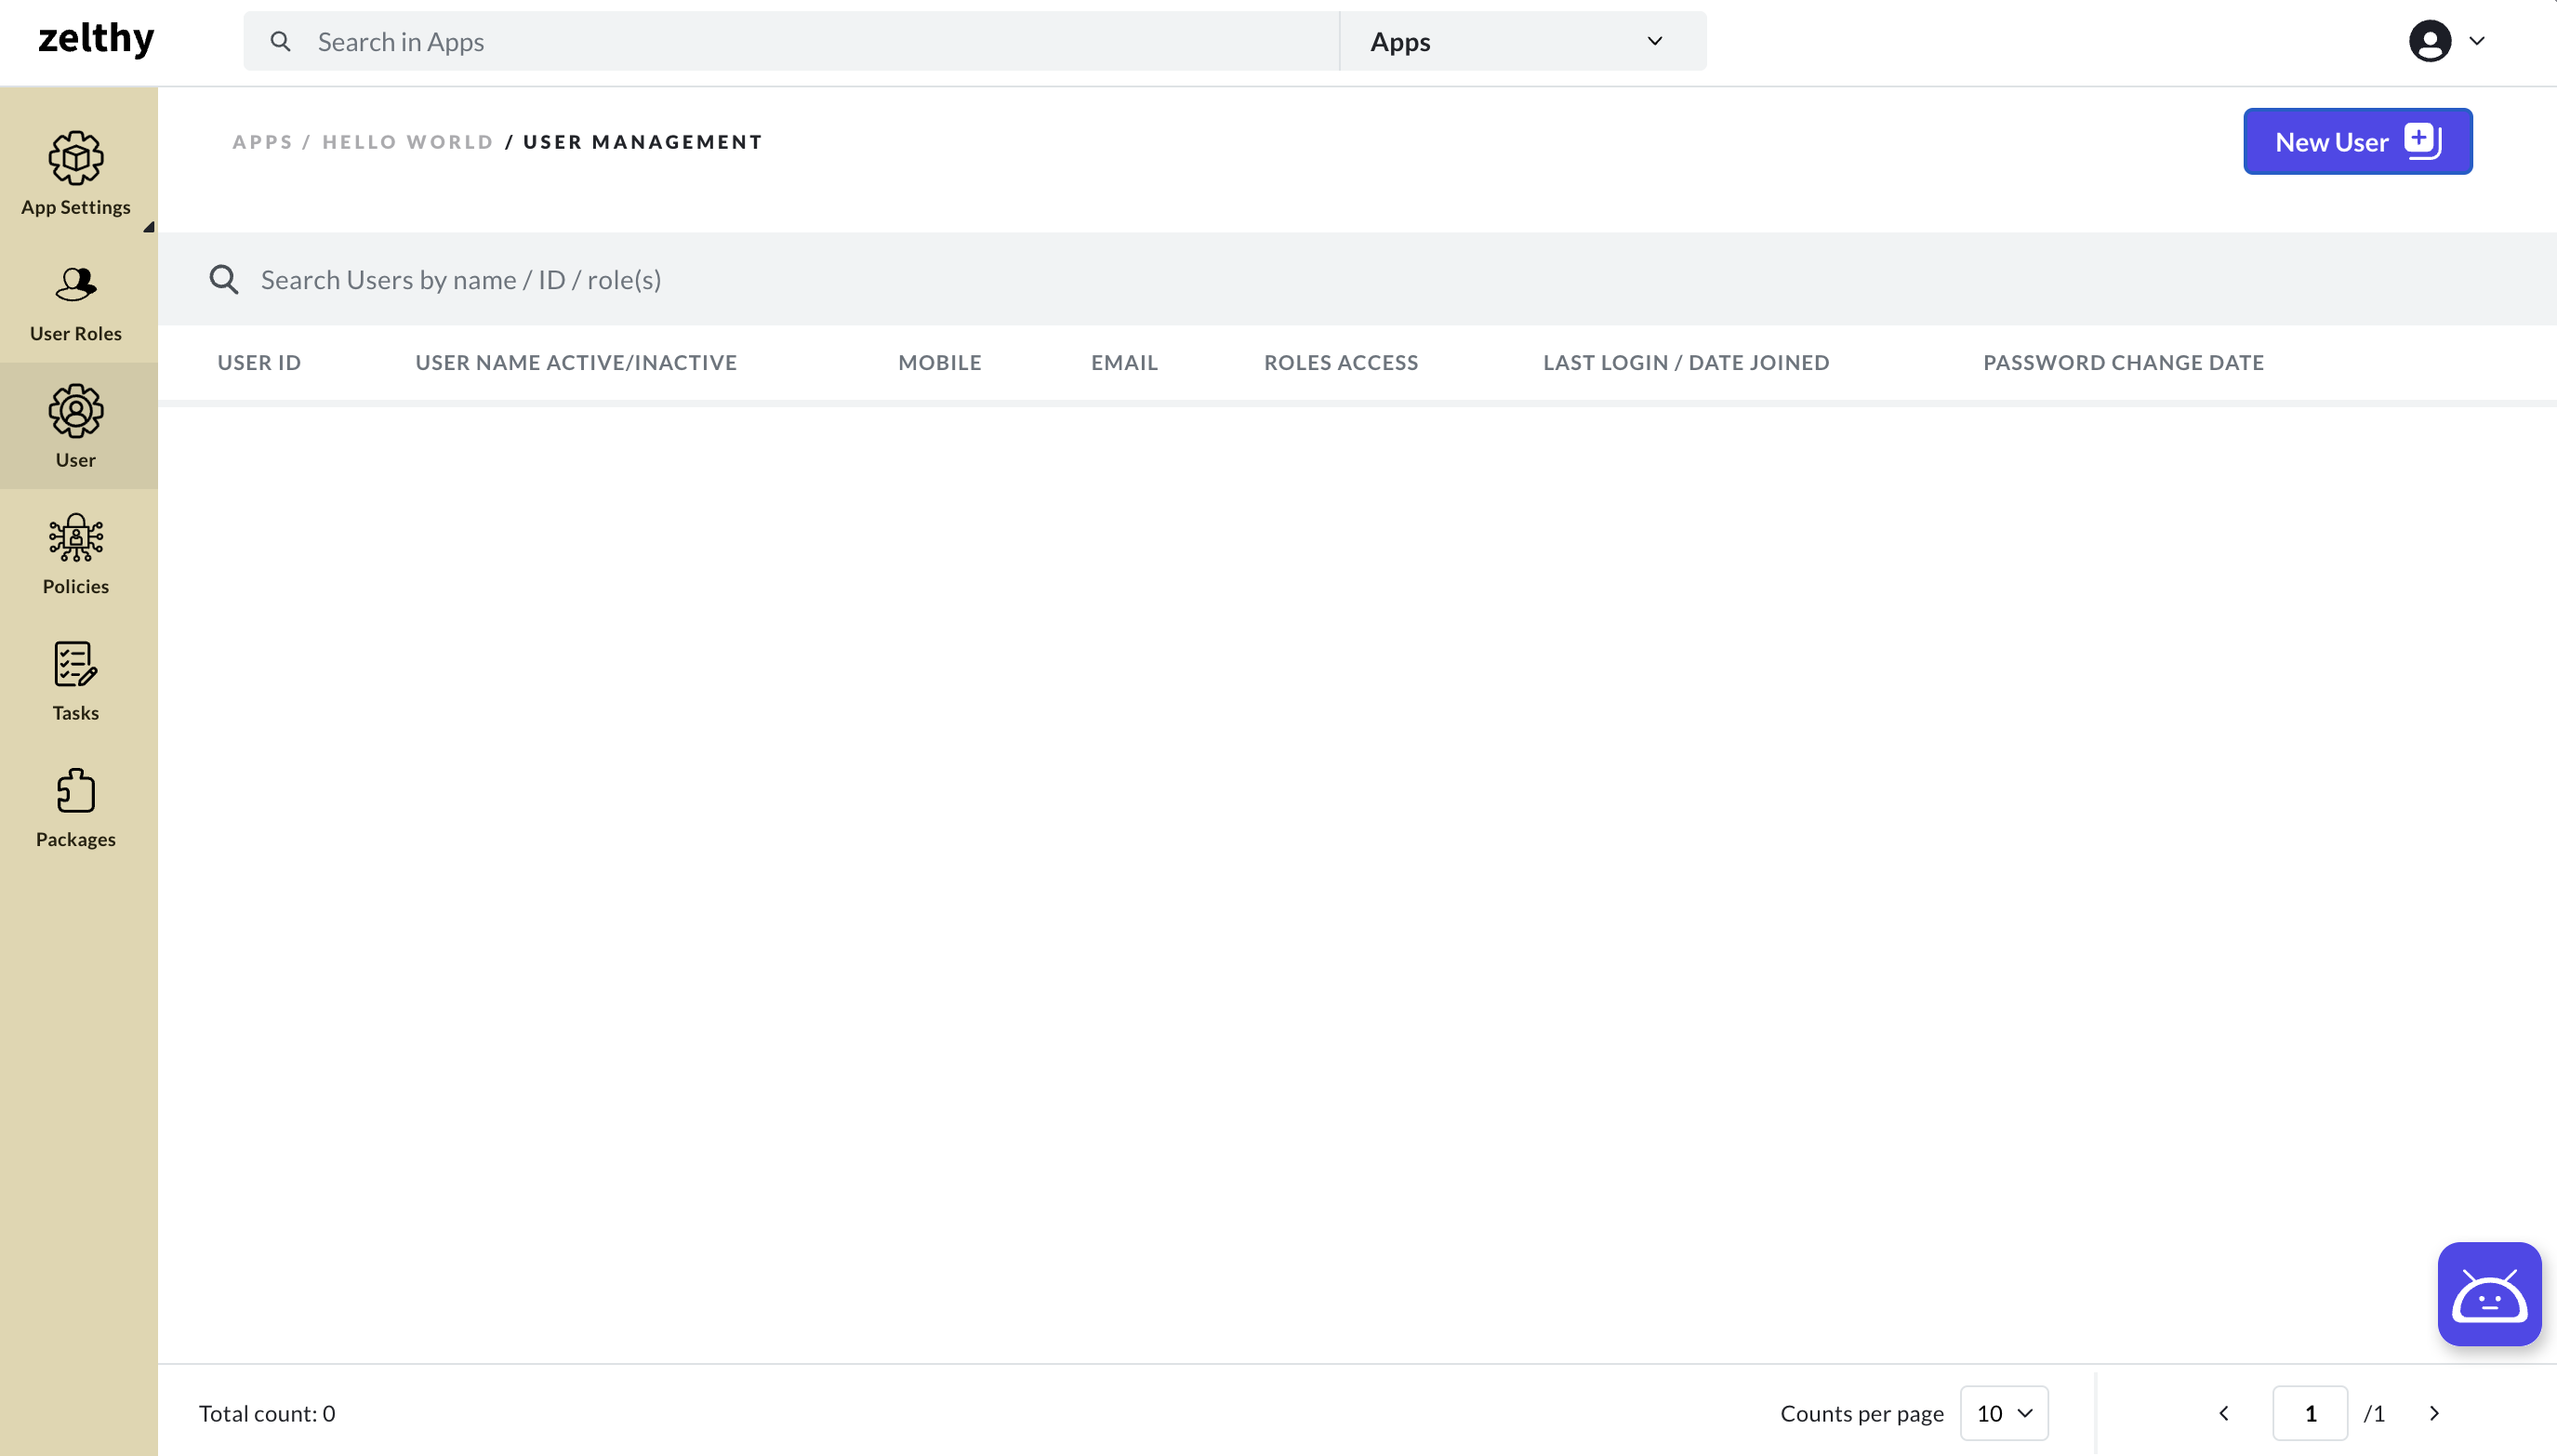 zelthy
Search in Apps
Apps
APPS / HELLO WORLD / USER MANAGEMENT
New User
App Settings
User Roles
User
Policies
Tasks
Packages
Search Users by name / ID / role(s)
USER ID USER NAME ACTIVE/INACTIVE MOBILE EMAIL ROLES ACCESS LAST LOGIN / DATE JOINED PASSWORD CHANGE DATE
Total count: 0
Counts per page 10
1 /1